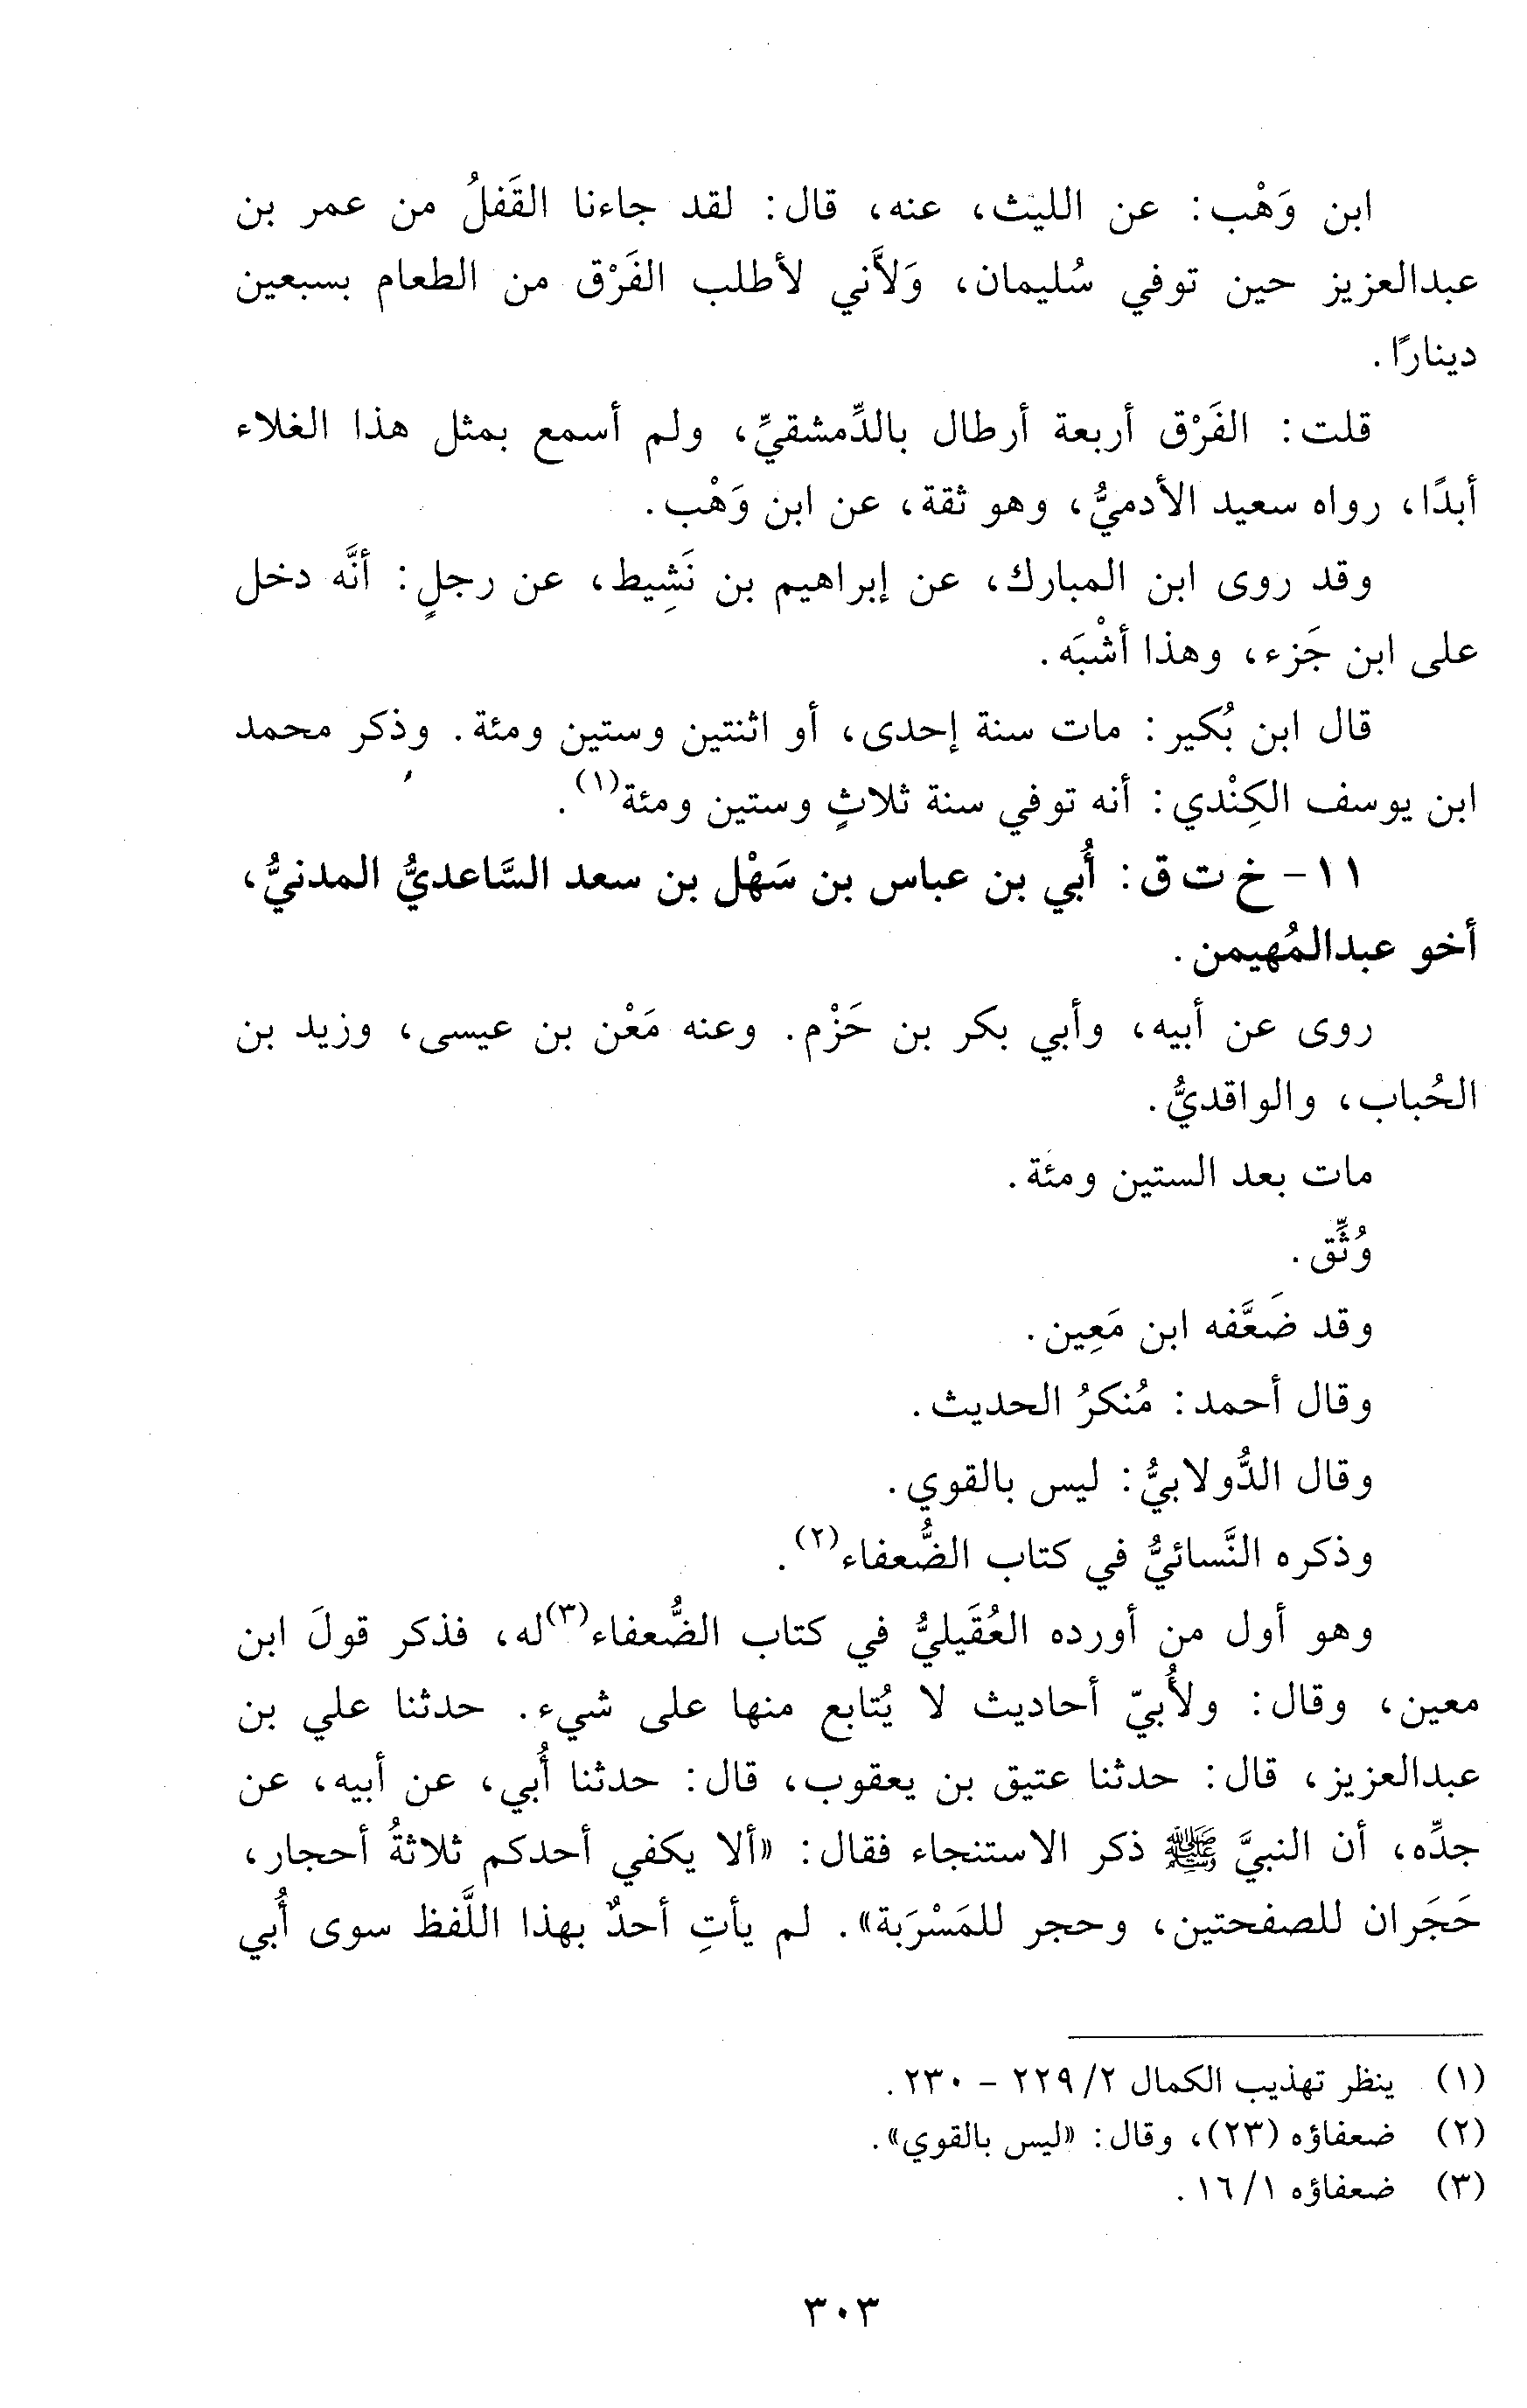 ابن وَهْب: عن الليث، عنه، قال: لقد جاءنا القَفلُ من عمر بن
عبدالعزيز حين توفي سُليمان، وَلأَني لأطلب الفَرْق من الطعام بسبعين
دينارًا.
قلت: الفَرْق أربعة أرطال بالدِّمشقيِّ، ولم أسمع بمثل هذا الغلاء
أبدًا، رواه سعيد الأدميُّ، وهو ثقة، عن ابن وَهْب.
وقد روى ابن المبارك، عن إبراهيم بن نَشِيط، عن رجلٍ: أنَّه دخل
على ابن جَزء، وهذا أشْبَه.
قال ابن بُكير: مات سنة إحدى، أو اثنتين وستين ومئة. وذكر محمد
ابن يوسف الكِنْدي: أنه توفي سنة ثلاثٍ وستين ومئة(١).
١١- خ ت ق: أُبي بن عباس بن سَهْل بن سعد السَّاعديُّ المدنيُّ،
أخو عبدالمُهيمن.
روى عن أبيه، وأبي بكر بن حَزْم. وعنه مَعْن بن عيسى، وزيد بن
الحُباب، والواقديُّ.
مات بعد الستين ومئة.
وُثِّق.
وقد ضَعَّفه ابن مَعِين.
وقال أحمد: مُنكرُ الحديث.
وقال الدُّولابيُّ: ليس بالقوي.
وذكره النَّسائيُّ في كتاب الضُّعفاء(٢).
وهو أول من أورده العُقَيليُّ في كتاب الضُّعفاء(٣)له، فذكر قولَ ابن
معين، وقال: ولأُبيّ أحاديث لا يُتابع منها على شيء. حدثنا علي بن
عبدالعزيز، قال: حدثنا عتيق بن يعقوب، قال: حدثنا أُبي، عن أبيه، عن
جدِّه، أن النبيَّ ﷺ ذكر الاستنجاء فقال: «ألا يكفي أحدكم ثلاثةُ أحجار،
حَجَران للصفحتين، وحجر للمَسْرَبة». لم يأتِ أحدٌ بهذا اللَّفظ سوى أُبي
(١) ينظر تهذيب الكمال ٢/ ٢٢٩ - ٢٣٠.
(٢) ضعفاؤه (٢٣)، وقال: «ليس بالقوي».
(٣) ضعفاؤه ١/ ١٦.
٣٠٣